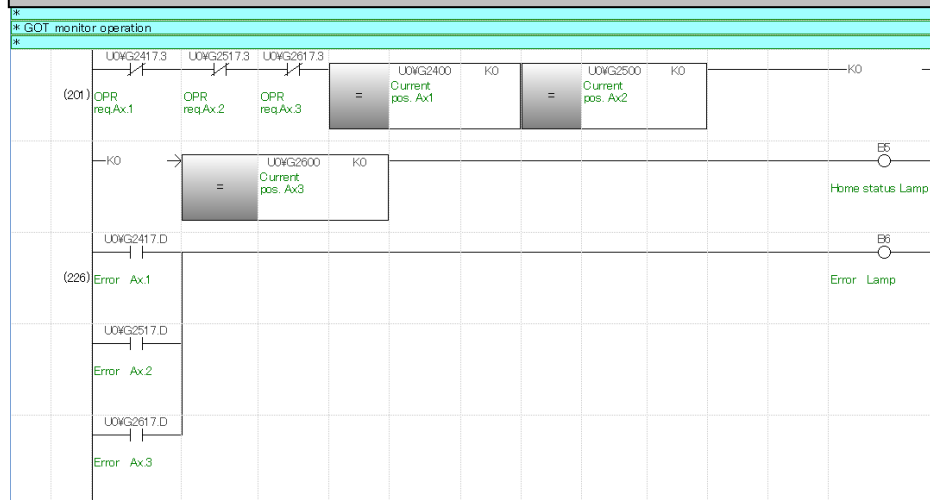 *
* GOT monitor operation
*
U0¥G2417.3 U0¥G2517.3 U0¥G2617.3
U0¥G2400 K0 U0¥G2500 K0 K0
(201) OPR req.Ax.1 OPR req.Ax.2 OPR req.Ax.3 = Current pos. Ax1 = Current pos. Ax2
K0 U0¥G2600 K0 B5
= Current pos. Ax3
Home status Lamp
U0¥G2417.D B6
(226) Error Ax.1 Error Lamp
U0¥G2517.D
Error Ax.2
U0¥G2617.D
Error Ax.3